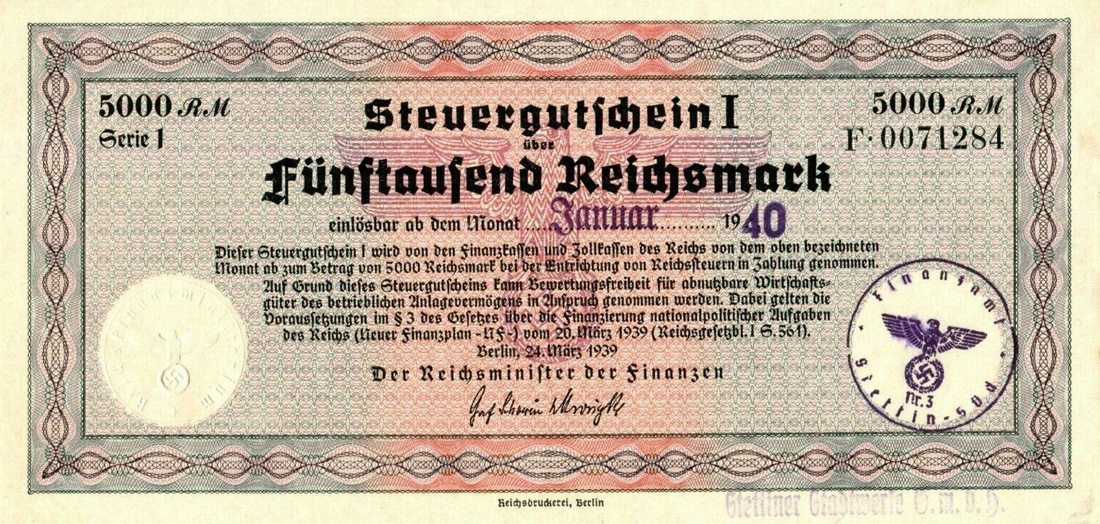 5000 RM
Steuergutschein I
5000 RM
Serie I
über
F·0071284
Fünftausend Reichsmark
einlösbar ab dem Monat Januar 1940
Dieser Steuergutschein I wird von den Finanzkassen und Zollkassen des Reichs von dem oben bezeichneten
Monat ab zum Betrag von 5000 Reichsmark bei der Entrichtung von Reichssteuern in Zahlung genommen.
Auf Grund dieses Steuergutscheins kann Bewertungsfreiheit für abnutzbare Wirtschafts-
güter des betrieblichen Anlagevermögens in Anspruch genommen werden. Dabei gelten die
Voraussetzungen im § 3 des Gesetzes über die Finanzierung nationalpolitischer Aufgaben
des Reichs (Neuer Finanzplan - NF -) vom 20. März 1939 (Reichsgesetzbl. I S. 561).
Berlin, 24. März 1939
Der Reichsminister der Finanzen
Graf Schwerin v. Krosigk
Finanzamt
Nr. 3
Stettin-Süd
Reichsdruckerei, Berlin
Stettiner Stadtwerke G.m.b.H.